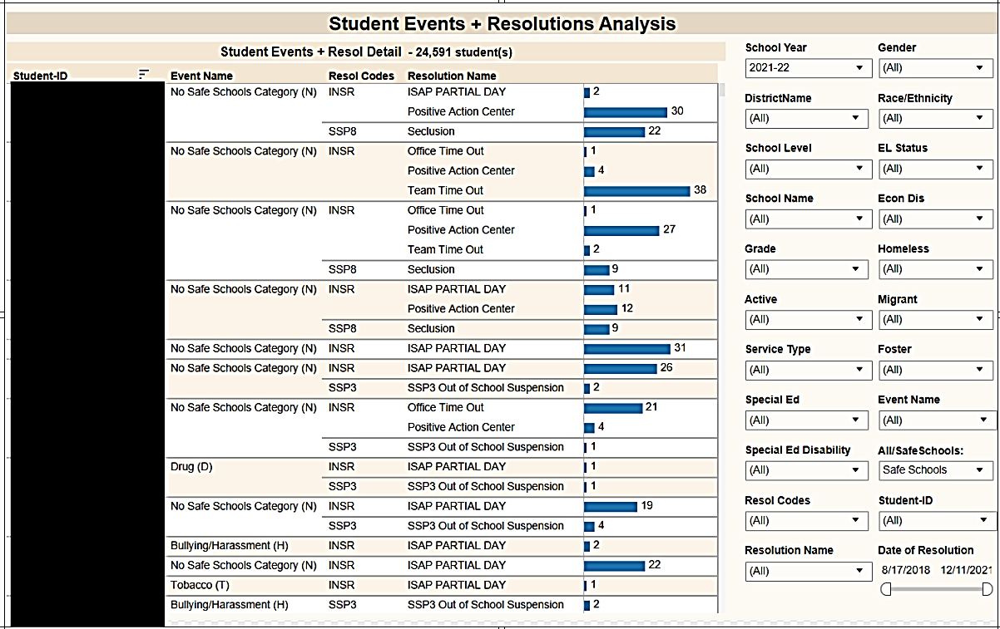 Student Events + Resolutions Analysis
Student Events + Resol Detail - 24,591 student(s)
Student-ID Event Name Resol Codes Resolution Name
No Safe Schools Category (N) INSR ISAP PARTIAL DAY 2
Positive Action Center 30
SSP8 Seclusion 22
No Safe Schools Category (N) INSR Office Time Out 1
Positive Action Center 4
Team Time Out 38
No Safe Schools Category (N) INSR Office Time Out 1
Positive Action Center 27
Team Time Out 2
SSP8 Seclusion 9
No Safe Schools Category (N) INSR ISAP PARTIAL DAY 11
Positive Action Center 12
SSP8 Seclusion 9
No Safe Schools Category (N) INSR ISAP PARTIAL DAY 31
No Safe Schools Category (N) INSR ISAP PARTIAL DAY 26
SSP3 SSP3 Out of School Suspension 2
No Safe Schools Category (N) INSR Office Time Out 21
Positive Action Center 4
SSP3 SSP3 Out of School Suspension 1
Drug (D) INSR ISAP PARTIAL DAY 1
SSP3 SSP3 Out of School Suspension 1
No Safe Schools Category (N) INSR ISAP PARTIAL DAY 19
SSP3 SSP3 Out of School Suspension 4
Bullying/Harassment (H) INSR ISAP PARTIAL DAY 2
No Safe Schools Category (N) INSR ISAP PARTIAL DAY 22
Tobacco (T) INSR ISAP PARTIAL DAY 1
Bullying/Harassment (H) SSP3 SSP3 Out of School Suspension 2
School Year Gender
2021-22 (All)
DistrictName Race/Ethnicity
(All) (All)
School Level EL Status
(All) (All)
School Name Econ Dis
(All) (All)
Grade Homeless
(All) (All)
Active Migrant
(All) (All)
Service Type Foster
(All) (All)
Special Ed Event Name
(All) (All)
Special Ed Disability All/SafeSchools:
(All) Safe Schools
Resol Codes Student-ID
(All) (All)
Resolution Name Date of Resolution
(All) 8/17/2018 12/11/2021